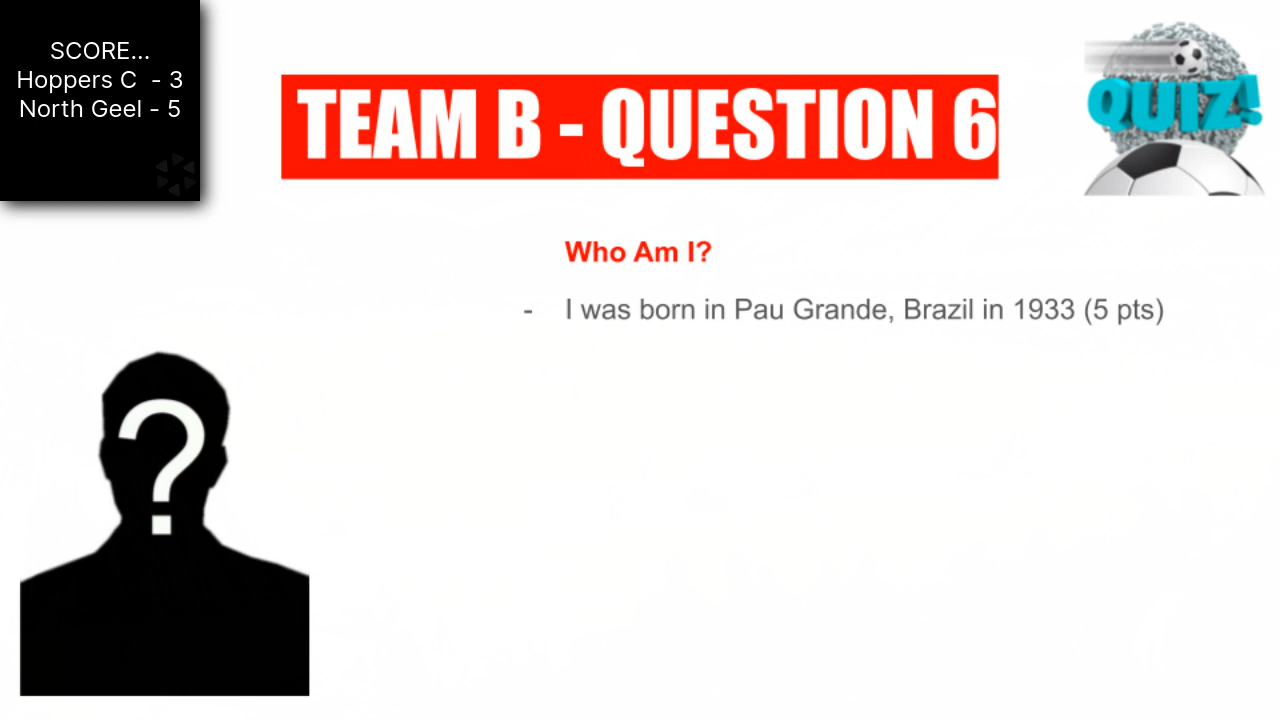 SCORE...
Hoppers C - 3
North Geel - 5
TEAM B - QUESTION 6
QUIZ!
Who Am I?
- I was born in Pau Grande, Brazil in 1933 (5 pts)
?